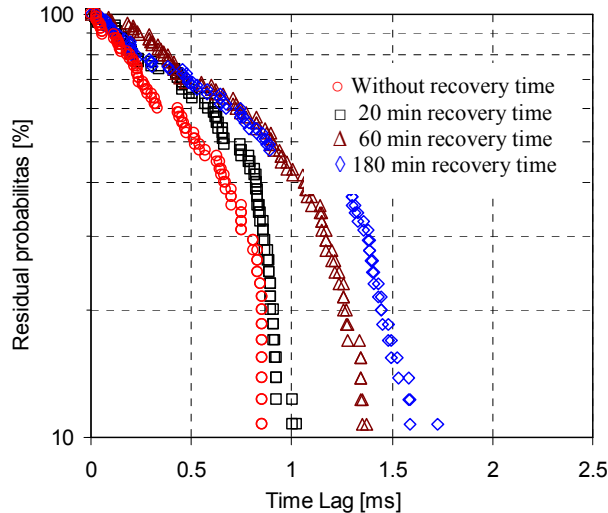 100
Residual probabilitas [%]
Without recovery time
20 min recovery time
60 min recovery time
180 min recovery time
10
0
0.5
1
1.5
2
2.5
Time Lag [ms]